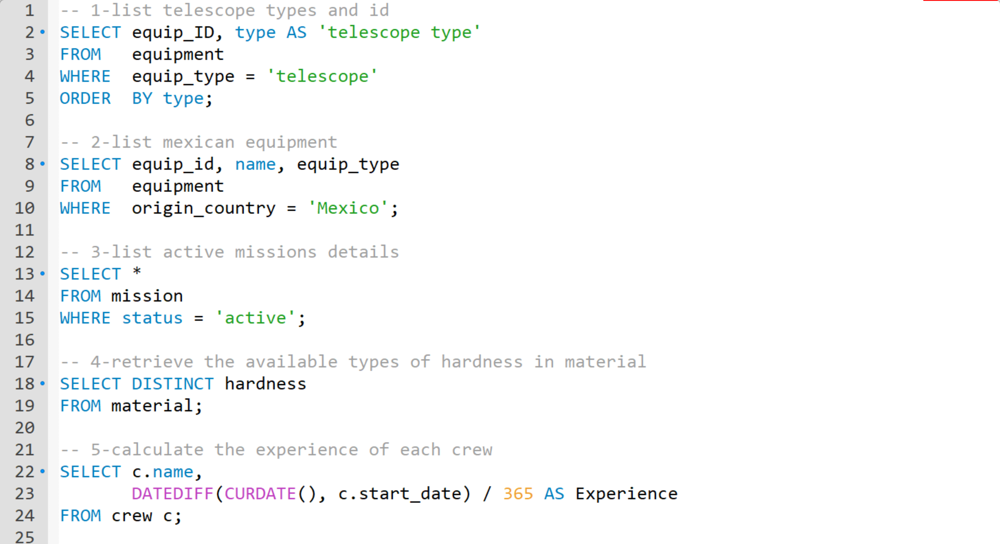 1 -- 1-list telescope types and id
2 SELECT equip_ID, type AS 'telescope type'
3 FROM   equipment
4 WHERE  equip_type = 'telescope'
5 ORDER  BY type;
6
7 -- 2-list mexican equipment
8 SELECT equip_id, name, equip_type
9 FROM   equipment
10 WHERE  origin_country = 'Mexico';
11
12 -- 3-list active missions details
13 SELECT *
14 FROM mission
15 WHERE status = 'active';
16
17 -- 4-retrieve the available types of hardness in material
18 SELECT DISTINCT hardness
19 FROM material;
20
21 -- 5-calculate the experience of each crew
22 SELECT c.name,
23        DATEDIFF(CURDATE(), c.start_date) / 365 AS Experience
24 FROM crew c;
25